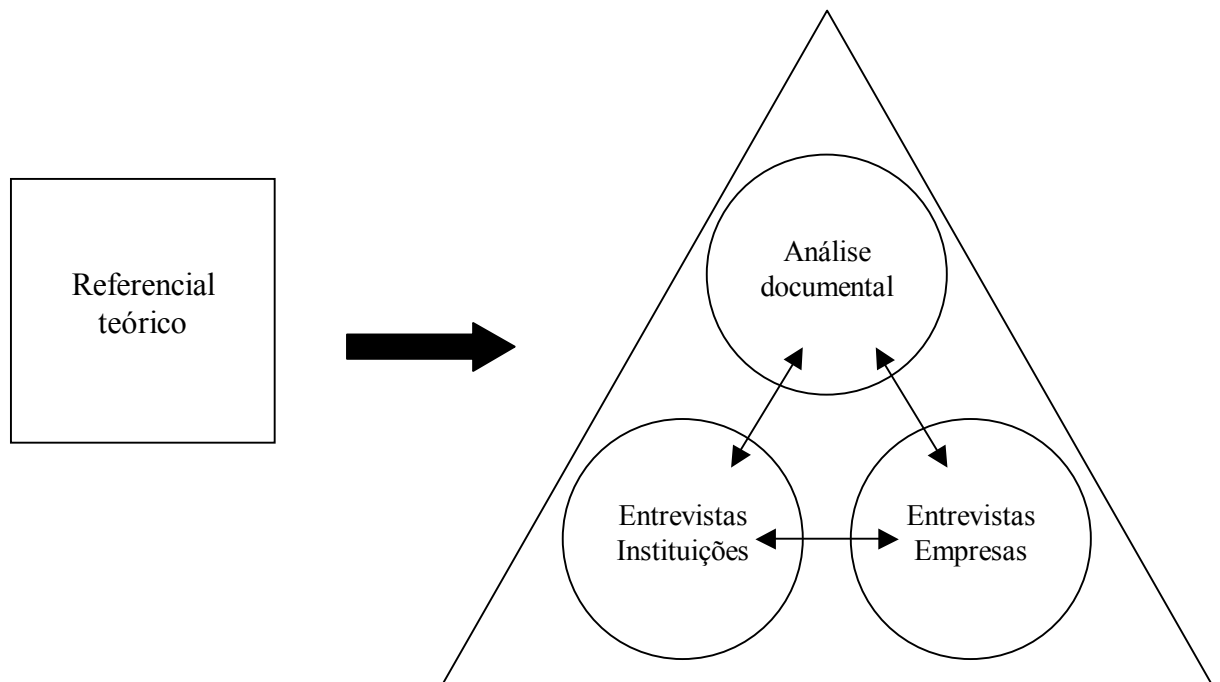 Referencial
teórico
Análise
documental
Entrevistas
Instituições
Entrevistas
Empresas